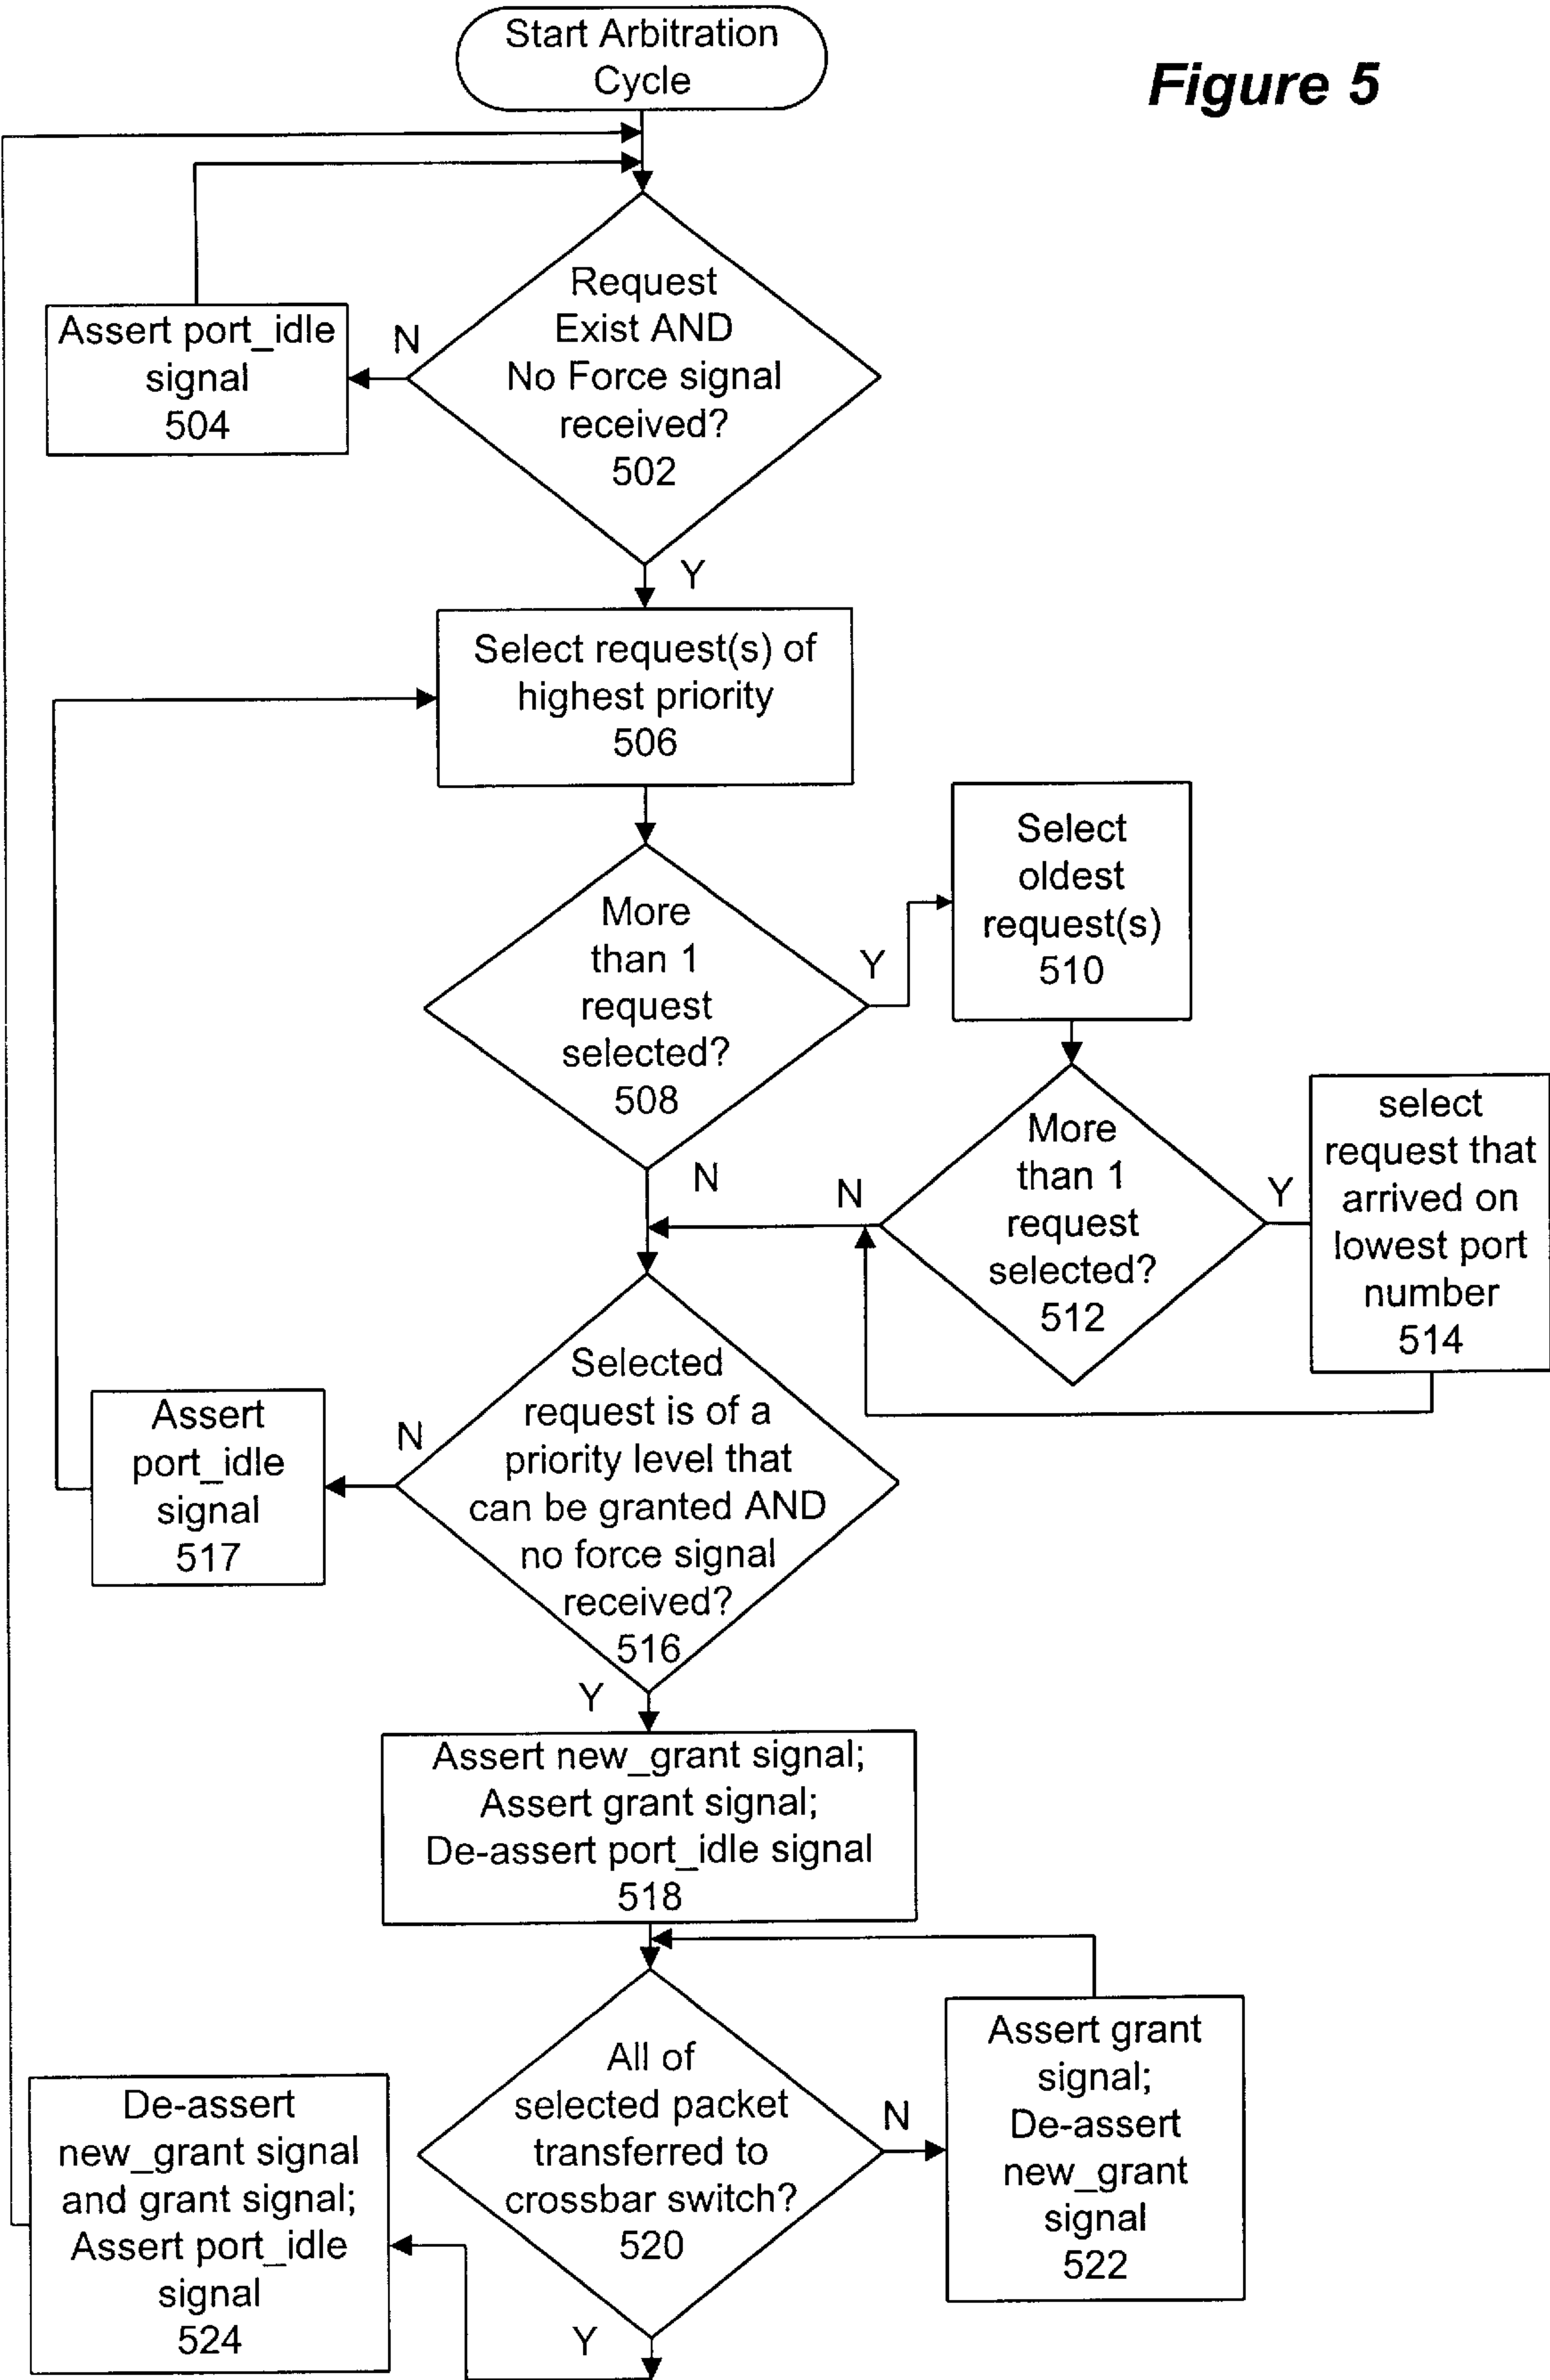 Start Arbitration
Cycle
Figure 5
Request
Exist AND
No Force signal
received?
502
N
Assert port_idle
signal
504
Y
Select request(s) of
highest priority
506
More
than 1
request
selected?
508
Y
Select
oldest
request(s)
510
N
More
than 1
request
selected?
512
N
Y
select
request that
arrived on
lowest port
number
514
Selected
request is of a
priority level that
can be granted AND
no force signal
received?
516
N
Assert
port_idle
signal
517
Y
Assert new_grant signal;
Assert grant signal;
De-assert port_idle signal
518
All of
selected packet
transferred to
crossbar switch?
520
N
Assert grant
signal;
De-assert
new_grant
signal
522
Y
De-assert
new_grant signal
and grant signal;
Assert port_idle
signal
524